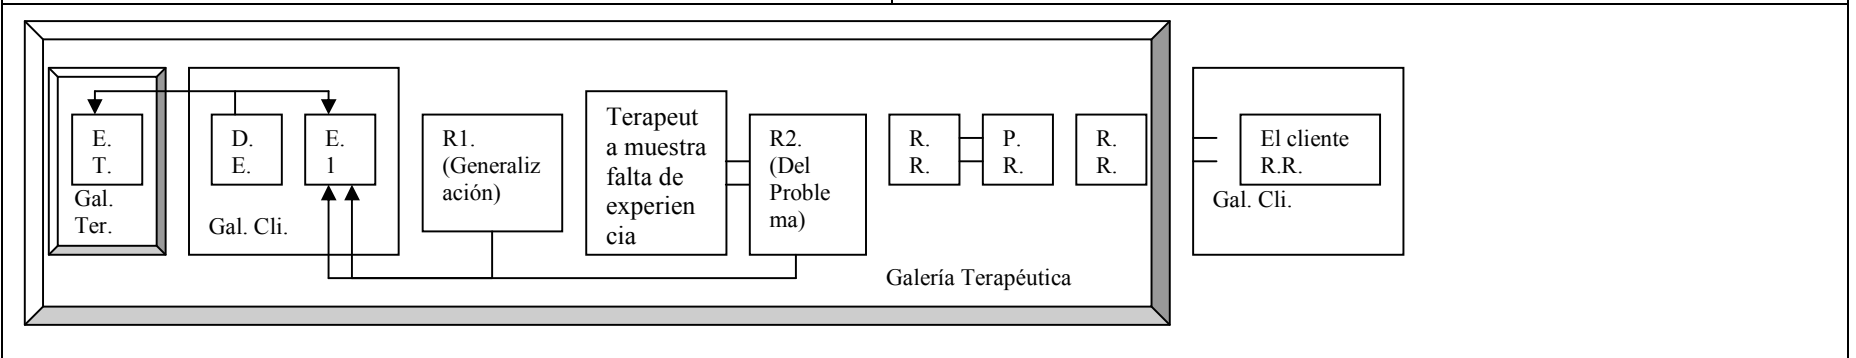 E.
T.
Gal.
Ter.
D.
E.
E.
1
Gal. Cli.
R1.
(Generaliz
ación)
Terapeut
a muestra
falta de
experien
cia
R2.
(Del
Proble
ma)
R.
R.
P.
R.
R.
R.
Galería Terapéutica
El cliente
R.R.
Gal. Cli.